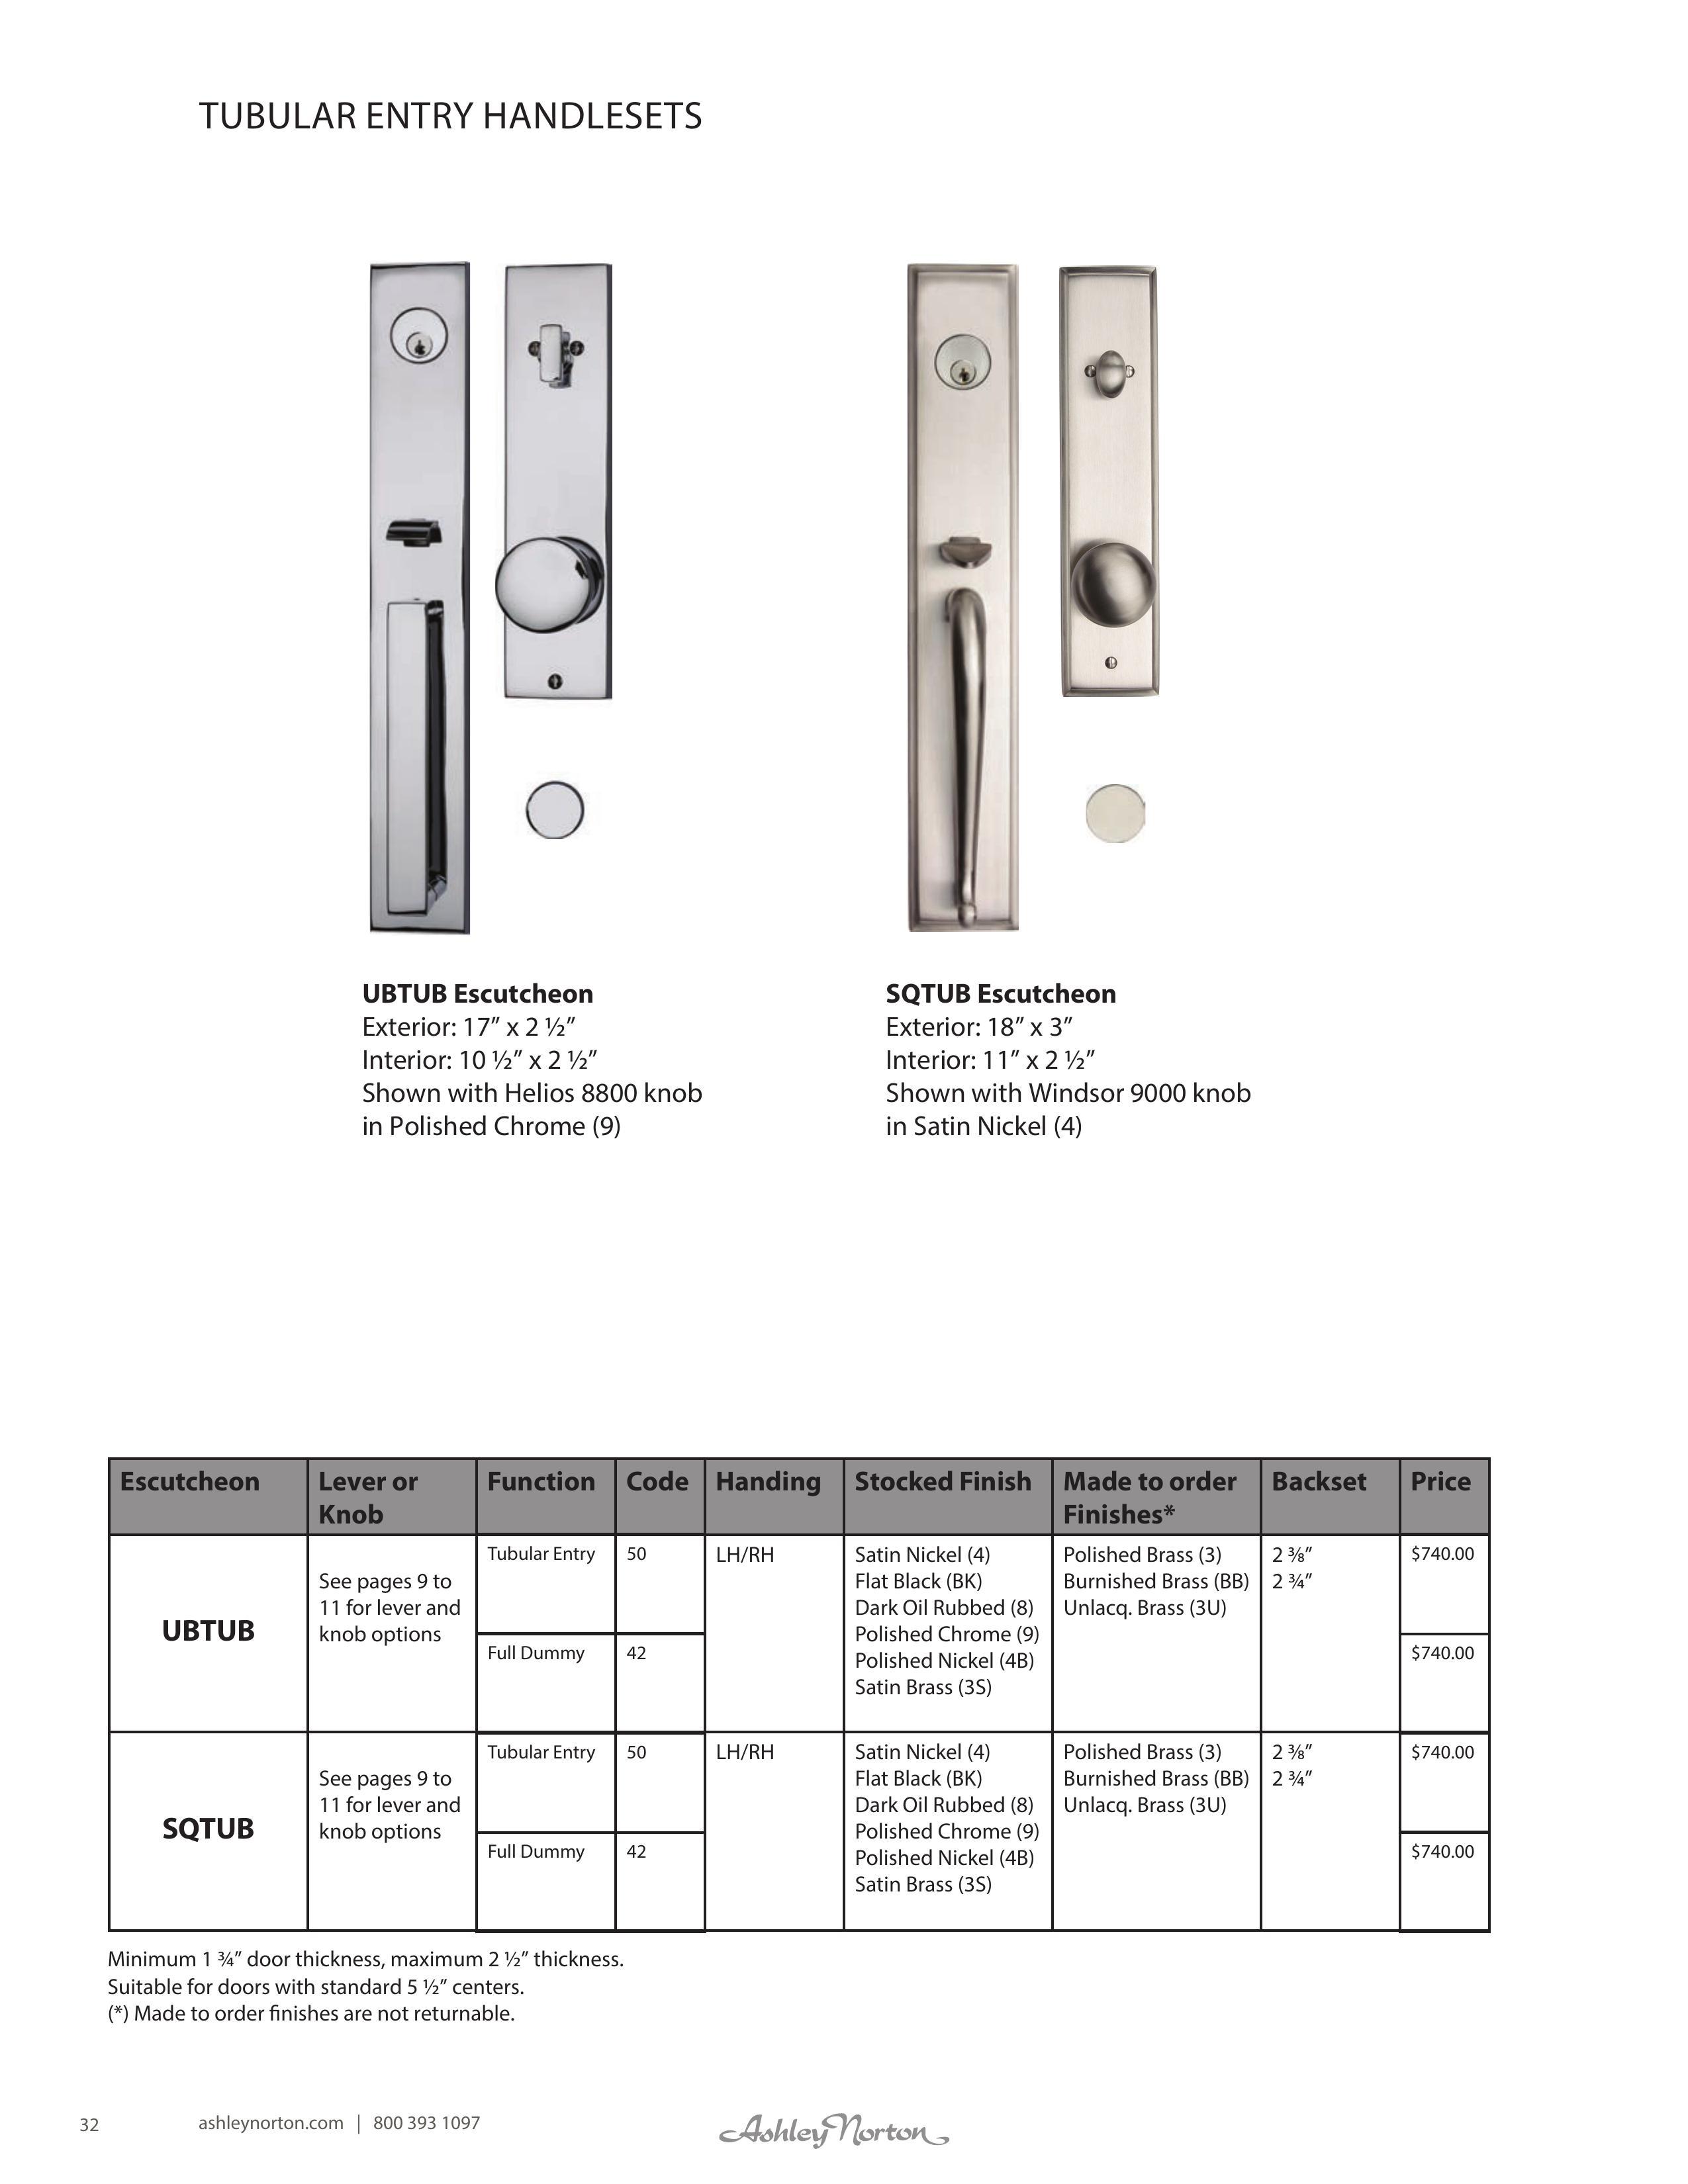 TUBULAR ENTRY HANDLESETS
UBTUB Escutcheon
Exterior: 17” x 2 ½”
Interior: 10 ½” x 2 ½”
Shown with Helios 8800 knob
in Polished Chrome (9)
SQTUB Escutcheon
Exterior: 18” x 3”
Interior: 11” x 2 ½”
Shown with Windsor 9000 knob
in Satin Nickel (4)
Escutcheon Lever or Function Code Handing Stocked Finish Made to order Backset Price
Knob Finishes*
UBTUB
See pages 9 to
11 for lever and
knob options
Tubular Entry 50
Full Dummy 42
LH/RH
Satin Nickel (4)
Flat Black (BK)
Dark Oil Rubbed (8)
Polished Chrome (9)
Polished Nickel (4B)
Satin Brass (3S)
Polished Brass (3)
Burnished Brass (BB)
Unlacq. Brass (3U)
2 ⅜”
2 ¾”
$740.00
$740.00
SQTUB
See pages 9 to
11 for lever and
knob options
Tubular Entry 50
Full Dummy 42
LH/RH
Satin Nickel (4)
Flat Black (BK)
Dark Oil Rubbed (8)
Polished Chrome (9)
Polished Nickel (4B)
Satin Brass (3S)
Polished Brass (3)
Burnished Brass (BB)
Unlacq. Brass (3U)
2 ⅜”
2 ¾”
$740.00
$740.00
Minimum 1 ¾” door thickness, maximum 2 ½” thickness.
Suitable for doors with standard 5 ½” centers.
(*) Made to order finishes are not returnable.
32 ashleynorton.com | 800 393 1097 Ashley Norton